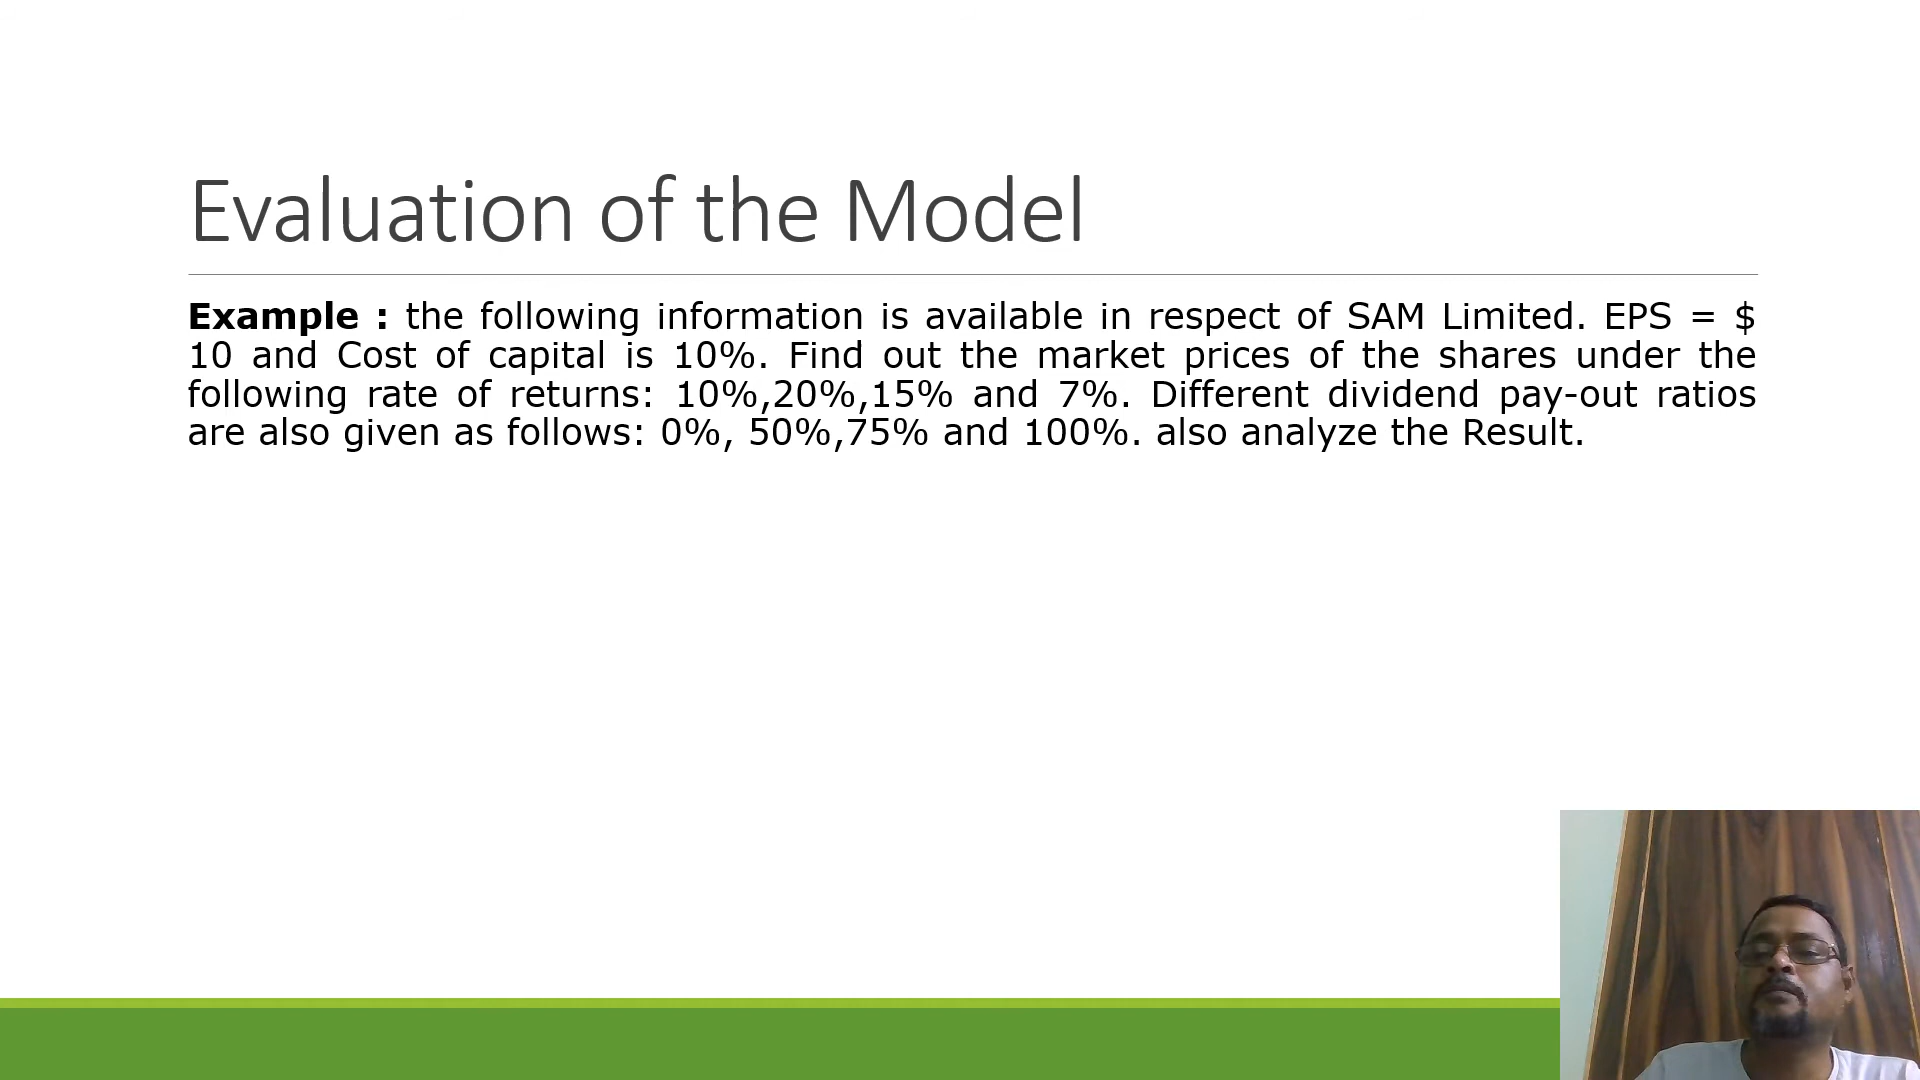 Evaluation of the Model
Example : the following information is available in respect of SAM Limited. EPS = $
10 and Cost of capital is 10%. Find out the market prices of the shares under the
following rate of returns: 10%,20%,15% and 7%. Different dividend pay-out ratios
are also given as follows: 0%, 50%,75% and 100%. also analyze the Result.